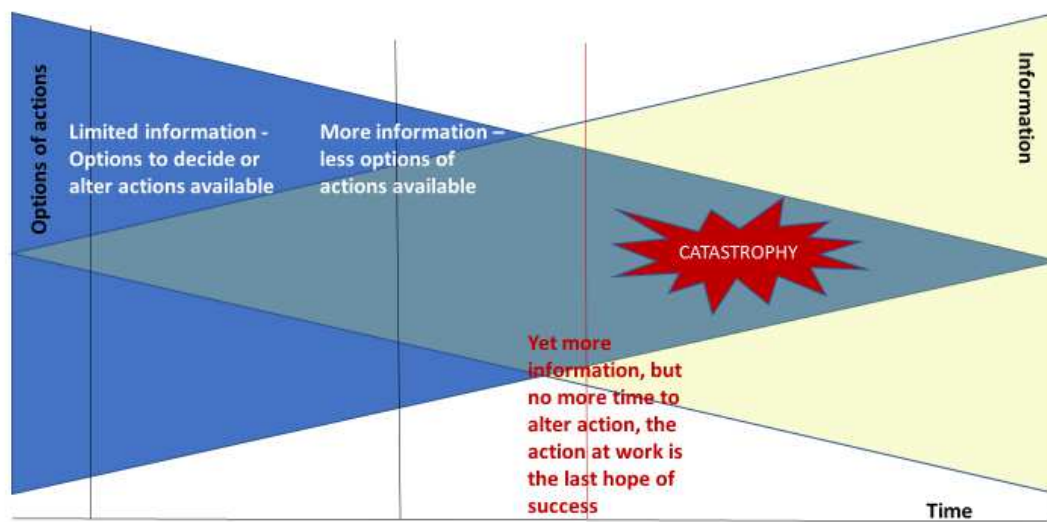 Options of actions
Limited information -
Options to decide or
alter actions available
More information –
less options of
actions available
Information
CATASTROPHY
Yet more
information, but
no more time to
alter action, the
action at work is
the last hope of
success
Time